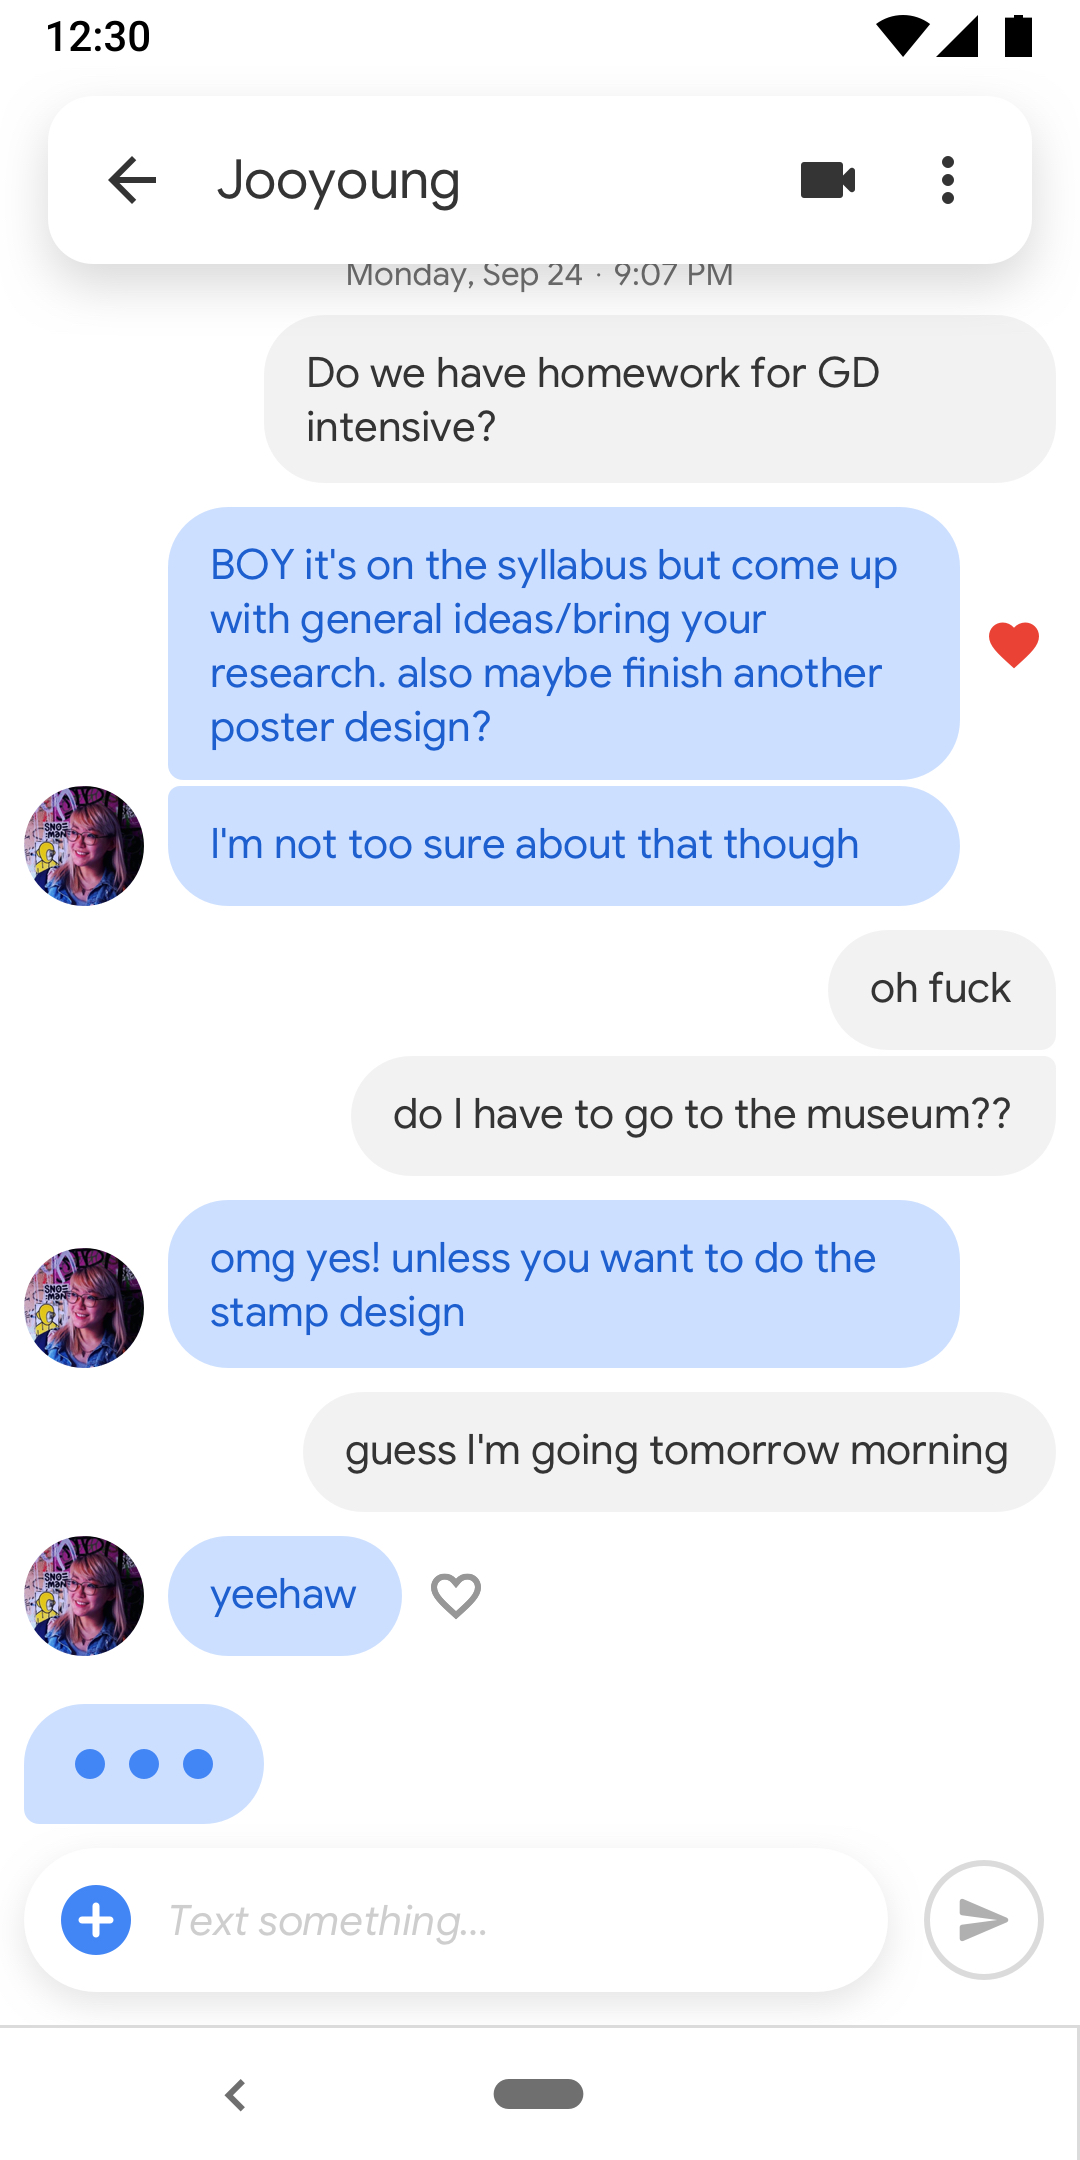 12:30
Jooyoung
Monday, Sep 24 · 9:07 PM
Do we have homework for GD
intensive?
BOY it's on the syllabus but come up
with general ideas/bring your
research. also maybe finish another
poster design?
I'm not too sure about that though
oh fuck
do I have to go to the museum??
omg yes! unless you want to do the
stamp design
guess I'm going tomorrow morning
yeehaw
Text something...